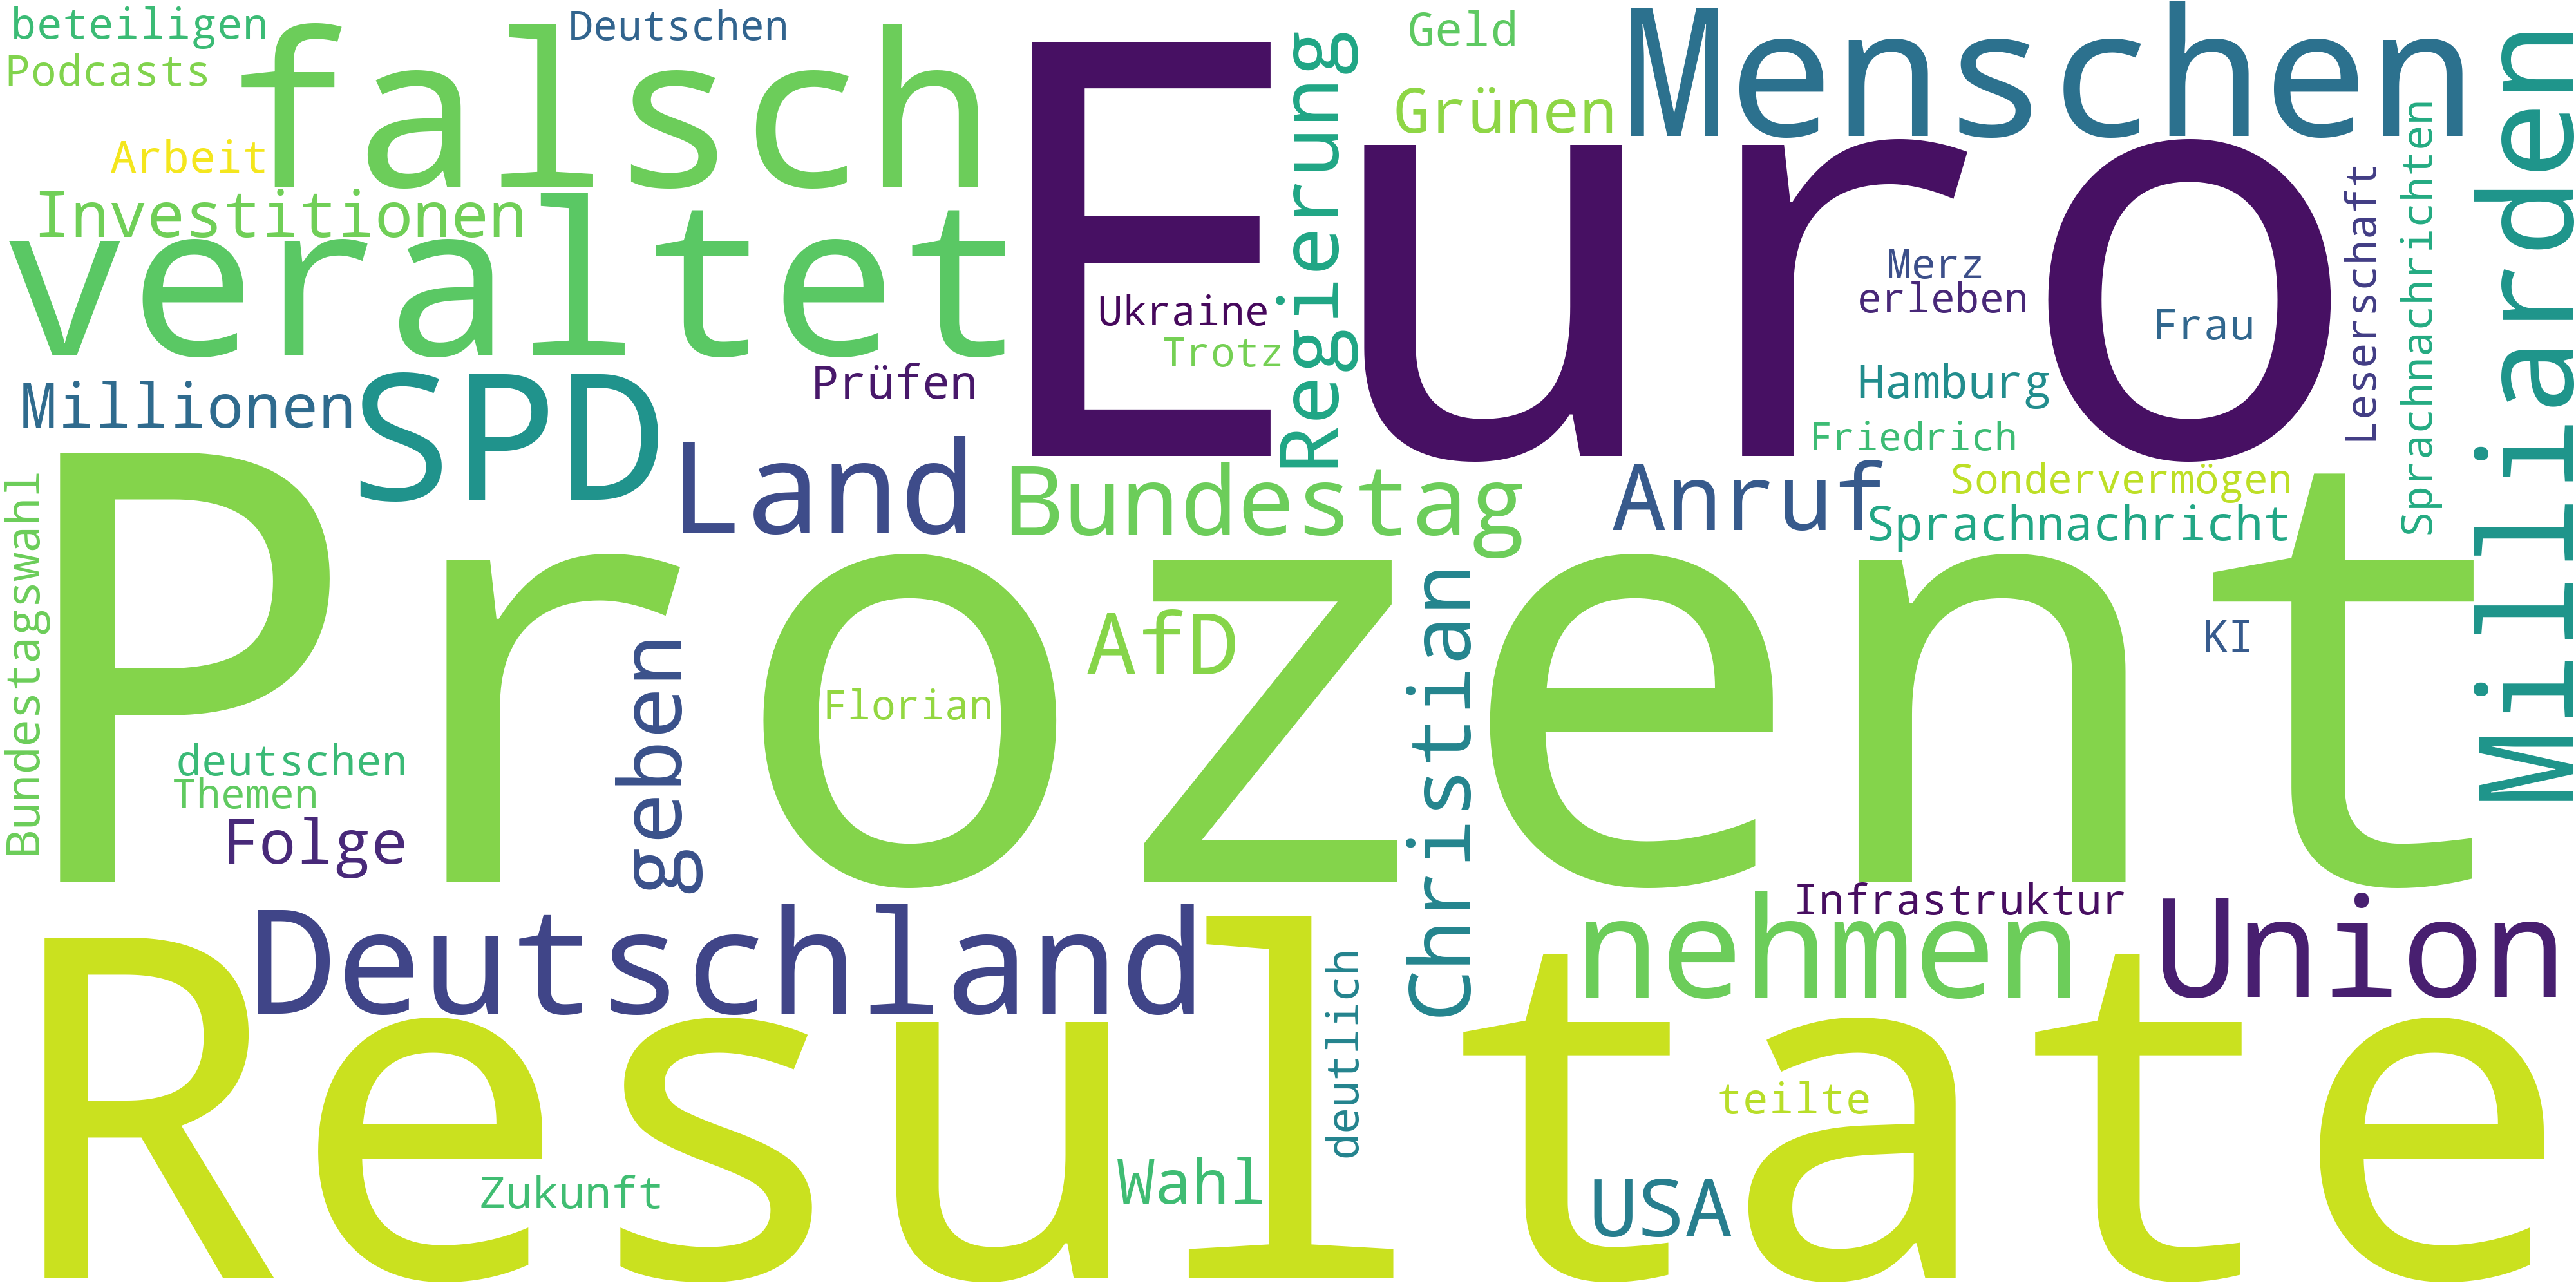 beteiligen
Deutschen
Podcasts
falsch
Arbeit
Investitionen
veraltet
Euro
Regierung
Geld
Grünen
Menschen
Milliarden
Ukraine
Trotz
Merz
erleben
Frau
Leserschaft
Sprachnachrichten
Prüfen
Hamburg
Friedrich
Millionen
SPD
Land
Bundestag
Anruf
Sondervermögen
Sprachnachricht
Bundestagswahl
Prozent
geben
AfD
Florian
Christian
KI
deutschen
Themen
Folge
Infrastruktur
Deutschland
nehmen
Union
Resultate
deutlich
teilte
Zukunft
Wahl
USA